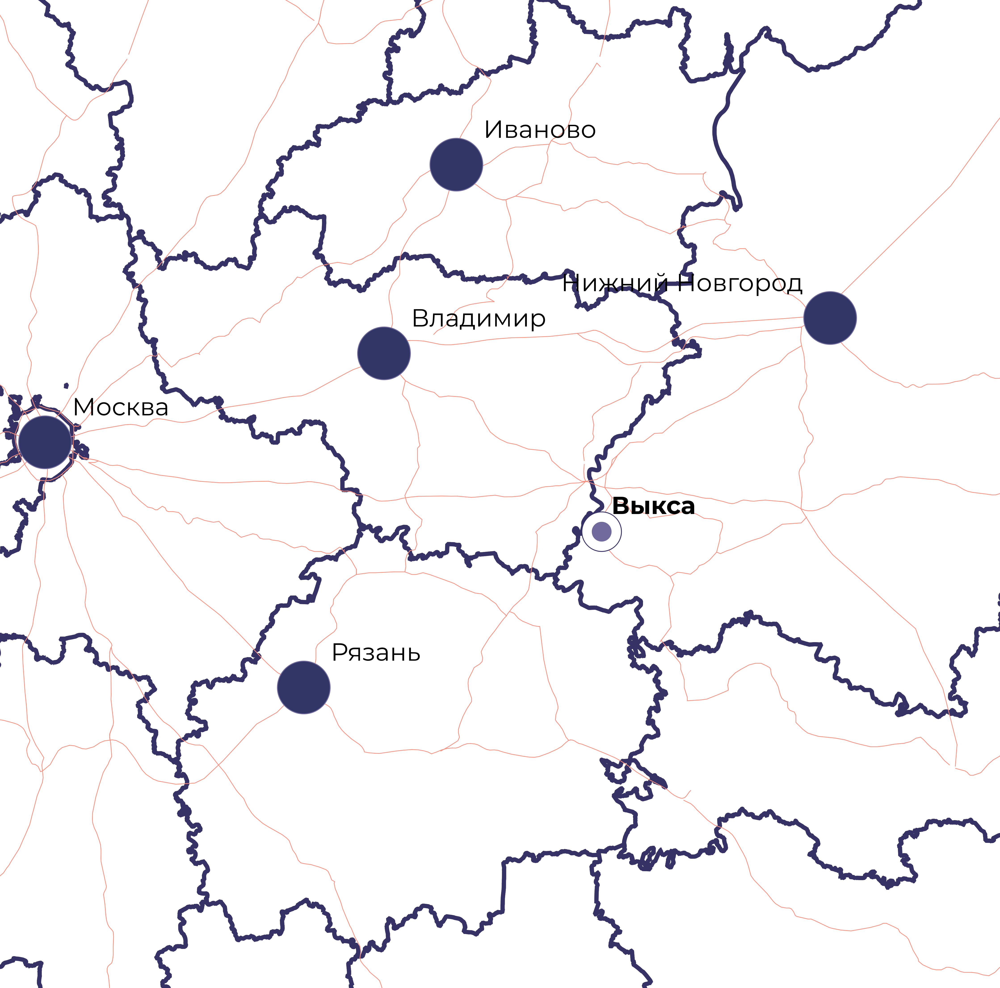 Иваново
Нижний Новгород
Владимир
Москва
Выкса
Рязань